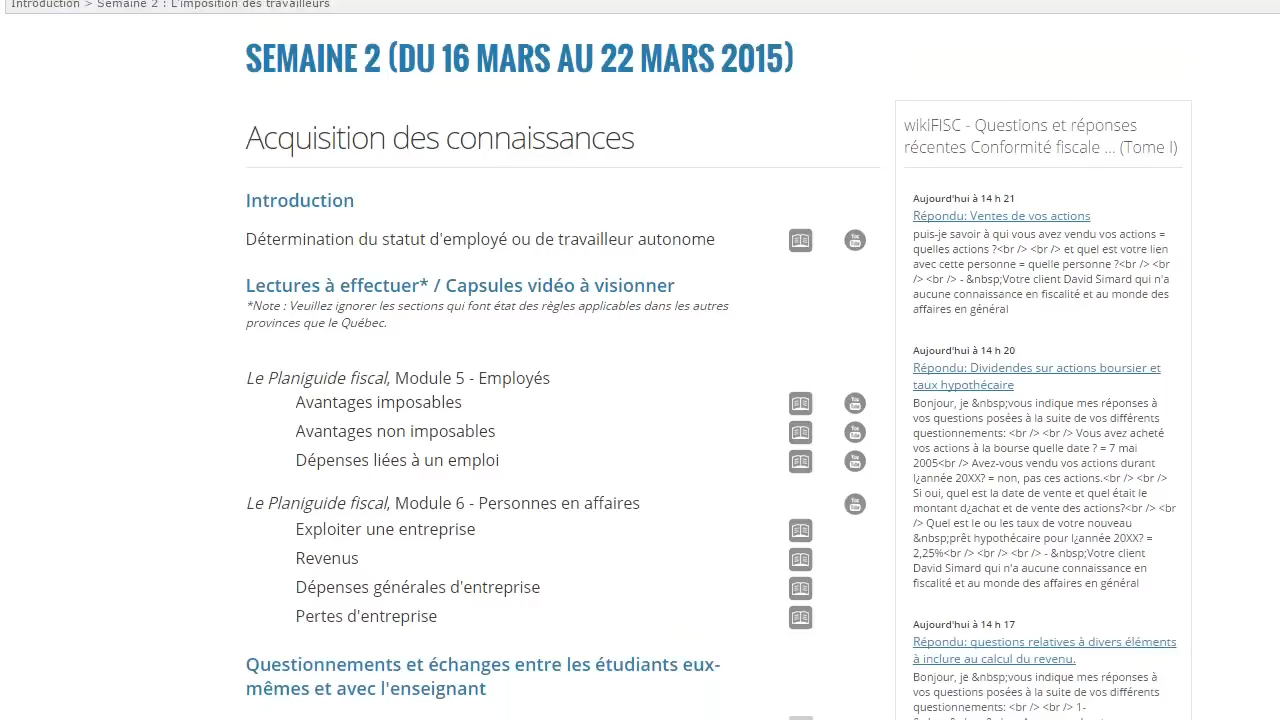 Introduction > Semaine 2 : L'imposition des travailleurs
SEMAINE 2 (DU 16 MARS AU 22 MARS 2015)
Acquisition des connaissances
Introduction
Détermination du statut d'employé ou de travailleur autonome
You
Tube
Lectures à effectuer* / Capsules vidéo à visionner
*Note : Veuillez ignorer les sections qui font état des règles applicables dans les autres
provinces que le Québec.
Le Planiguide fiscal, Module 5 - Employés
Avantages imposables
You
Tube
Avantages non imposables
You
Tube
Dépenses liées à un emploi
You
Tube
Le Planiguide fiscal, Module 6 - Personnes en affaires
You
Tube
Exploiter une entreprise
Revenus
Dépenses générales d'entreprise
Pertes d'entreprise
Questionnements et échanges entre les étudiants eux-
mêmes et avec l'enseignant
wikiFISC - Questions et réponses
récentes Conformité fiscale ... (Tome I)
Aujourd'hui à 14 h 21
Répondu: Ventes de vos actions
puis-je savoir à qui vous avez vendu vos actions =
quelles actions ?<br /> <br /> et quel est votre lien
avec cette personne = quelle personne ?<br /> <br
/> <br /> - &nbsp;Votre client David Simard qui n'a
aucune connaissance en fiscalité et au monde des
affaires en général
Aujourd'hui à 14 h 20
Répondu: Dividendes sur actions boursier et
taux hypothécaire
Bonjour, je &nbsp;vous indique mes réponses à
vos questions posées à la suite de vos différents
questionnements: <br /> <br /> Vous avez acheté
vos actions à la bourse quelle date ? = 7 mai
2005<br /> Avez-vous vendu vos actions durant
l¿année 20XX? = non, pas ces actions.<br /> <br />
Si oui, quel est la date de vente et quel était le
montant d¿achat et de vente des actions?<br /> <br
/> Quel est le ou les taux de votre nouveau
&nbsp;prêt hypothécaire pour l¿année 20XX? =
2,25%<br /> <br /> <br /> - &nbsp;Votre client
David Simard qui n'a aucune connaissance en
fiscalité et au monde des affaires en général
Aujourd'hui à 14 h 17
Répondu: questions relatives à divers éléments
à inclure au calcul du revenu.
Bonjour, je &nbsp;vous indique mes réponses à
vos questions posées à la suite de vos différents
questionnements: <br /> <br /> 1-